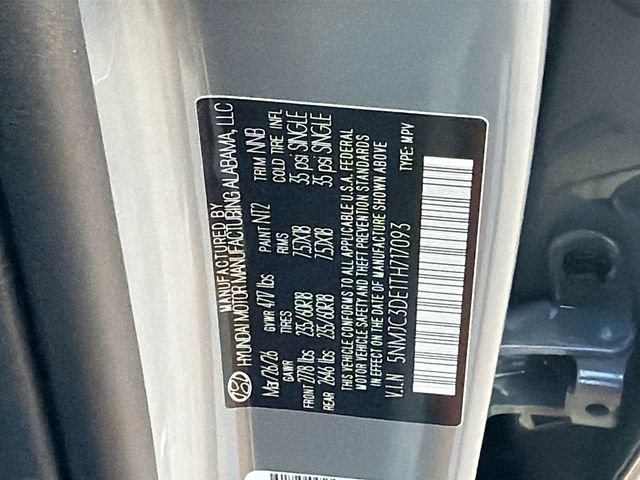 MANUFACTURED BY
HYUNDAI MOTOR MANUFACTURING ALABAMA, LLC
Mar/26/26 GVWR 4717 lbs PAINT NT2 TRIM NNB
GAWR TIRES RIMS COLD TIRE INFL
FRONT 2778 lbs 235/60R18 7.5JX18 35 psi SINGLE
REAR 2646 lbs 235/60R18 7.5JX18 35 psi SINGLE
THIS VEHICLE CONFORMS TO ALL APPLICABLE U.S.A. FEDERAL
MOTOR VEHICLE SAFETY AND THEFT PREVENTION STANDARDS
IN EFFECT ON THE DATE OF MANUFACTURE SHOWN ABOVE
V.I.N 5NMJC3DE1TH717093 TYPE: MPV